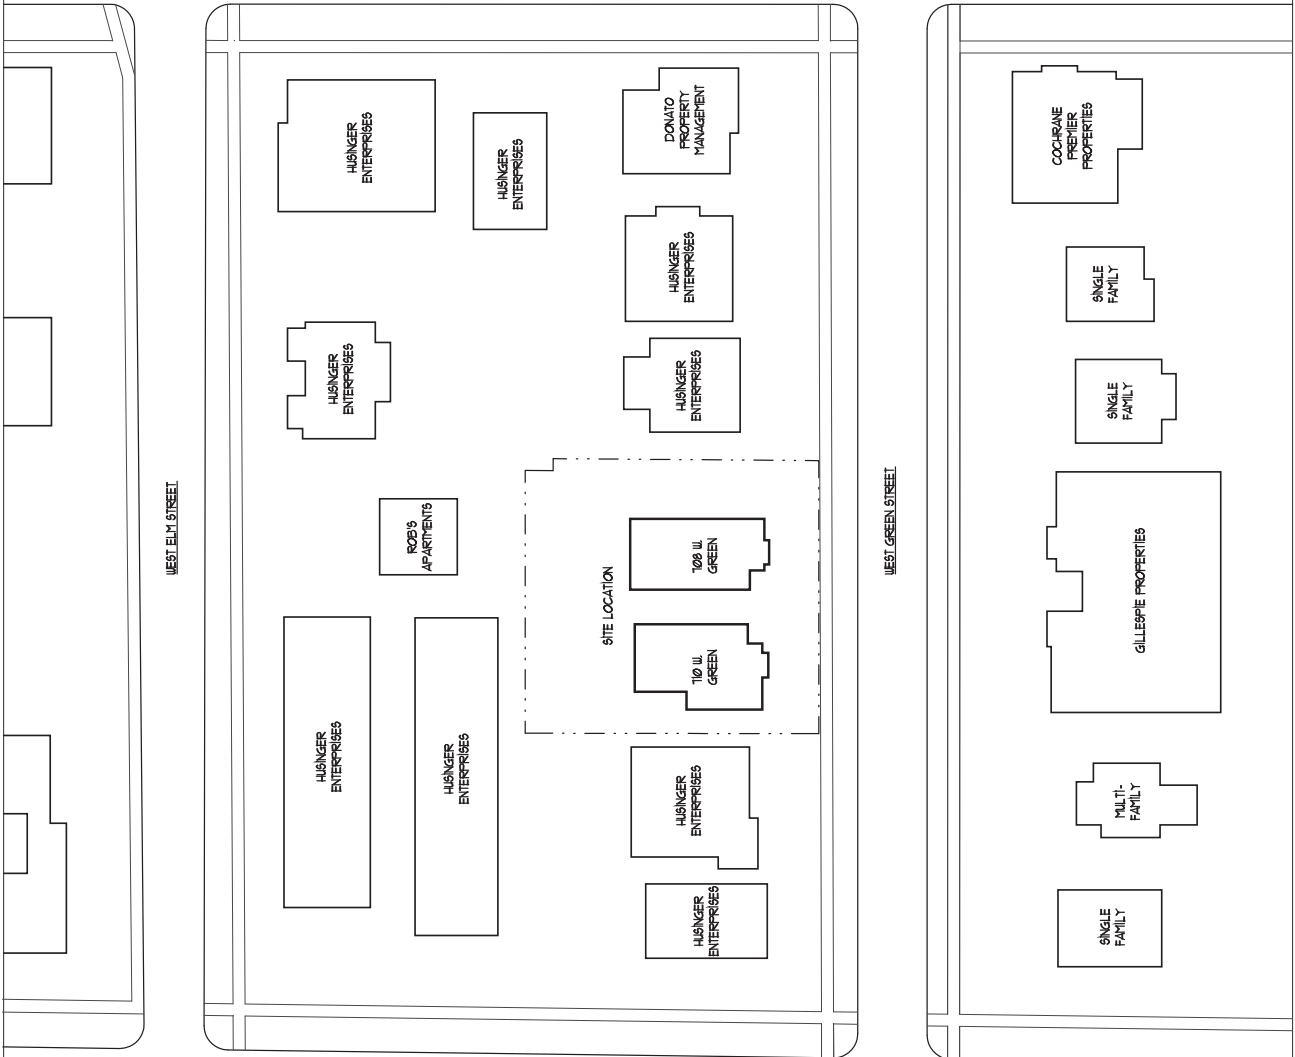 WEST ELM STREET
HUSINGER
ENTERPRISES
HUSINGER
ENTERPRISES
HUSINGER
ENTERPRISES
ROB'S
APARTMENTS
HUSINGER
ENTERPRISES
HUSINGER
ENTERPRISES
DONATO
PROPERTY
MANAGEMENT
HUSINGER
ENTERPRISES
HUSINGER
ENTERPRISES
SITE LOCATION
708 W.
GREEN
710 W.
GREEN
HUSINGER
ENTERPRISES
HUSINGER
ENTERPRISES
WEST GREEN STREET
COCHRANE
PREMIER
PROPERTIES
SINGLE
FAMILY
SINGLE
FAMILY
GILLESPIE PROPERTIES
MULTI-
FAMILY
SINGLE
FAMILY